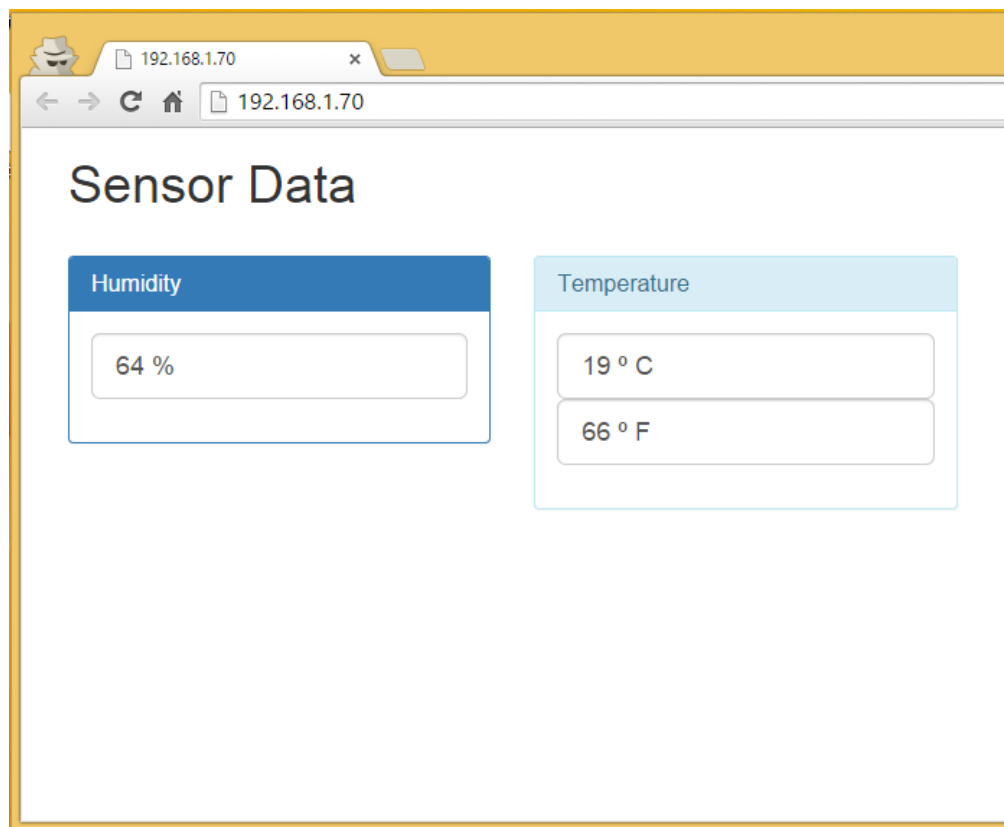 192.168.1.70
192.168.1.70
Sensor Data
Humidity
64 %
Temperature
19 º C
66 º F